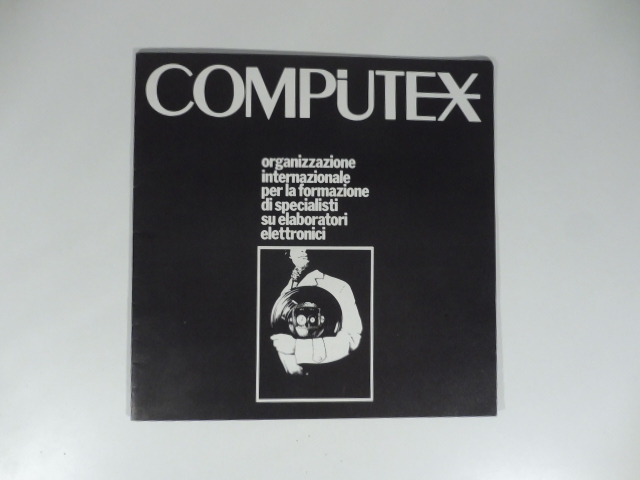 COMPUTEX
organizzazione
internazionale
per la formazione
di specialisti
su elaboratori
elettronici